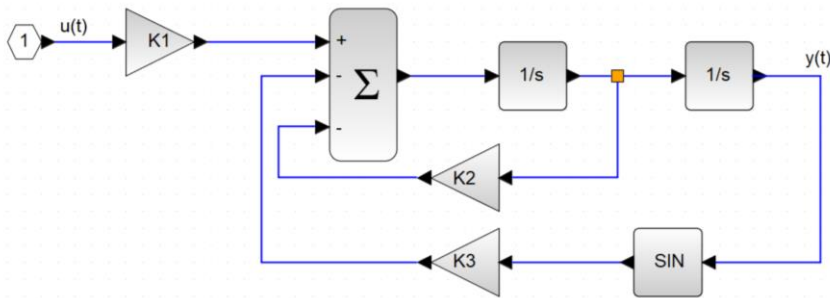 u(t)
1
K1
+
-
-
Σ
1/s
1/s
y(t)
K2
K3
SIN